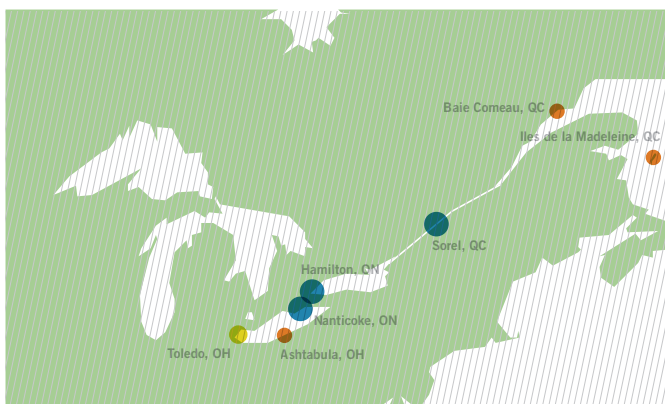 Baie Comeau, QC
Iles de la Madeleine, QC
Sorel, QC
Hamilton, ON
Nanticoke, ON
Toledo, OH
Ashtabula, OH